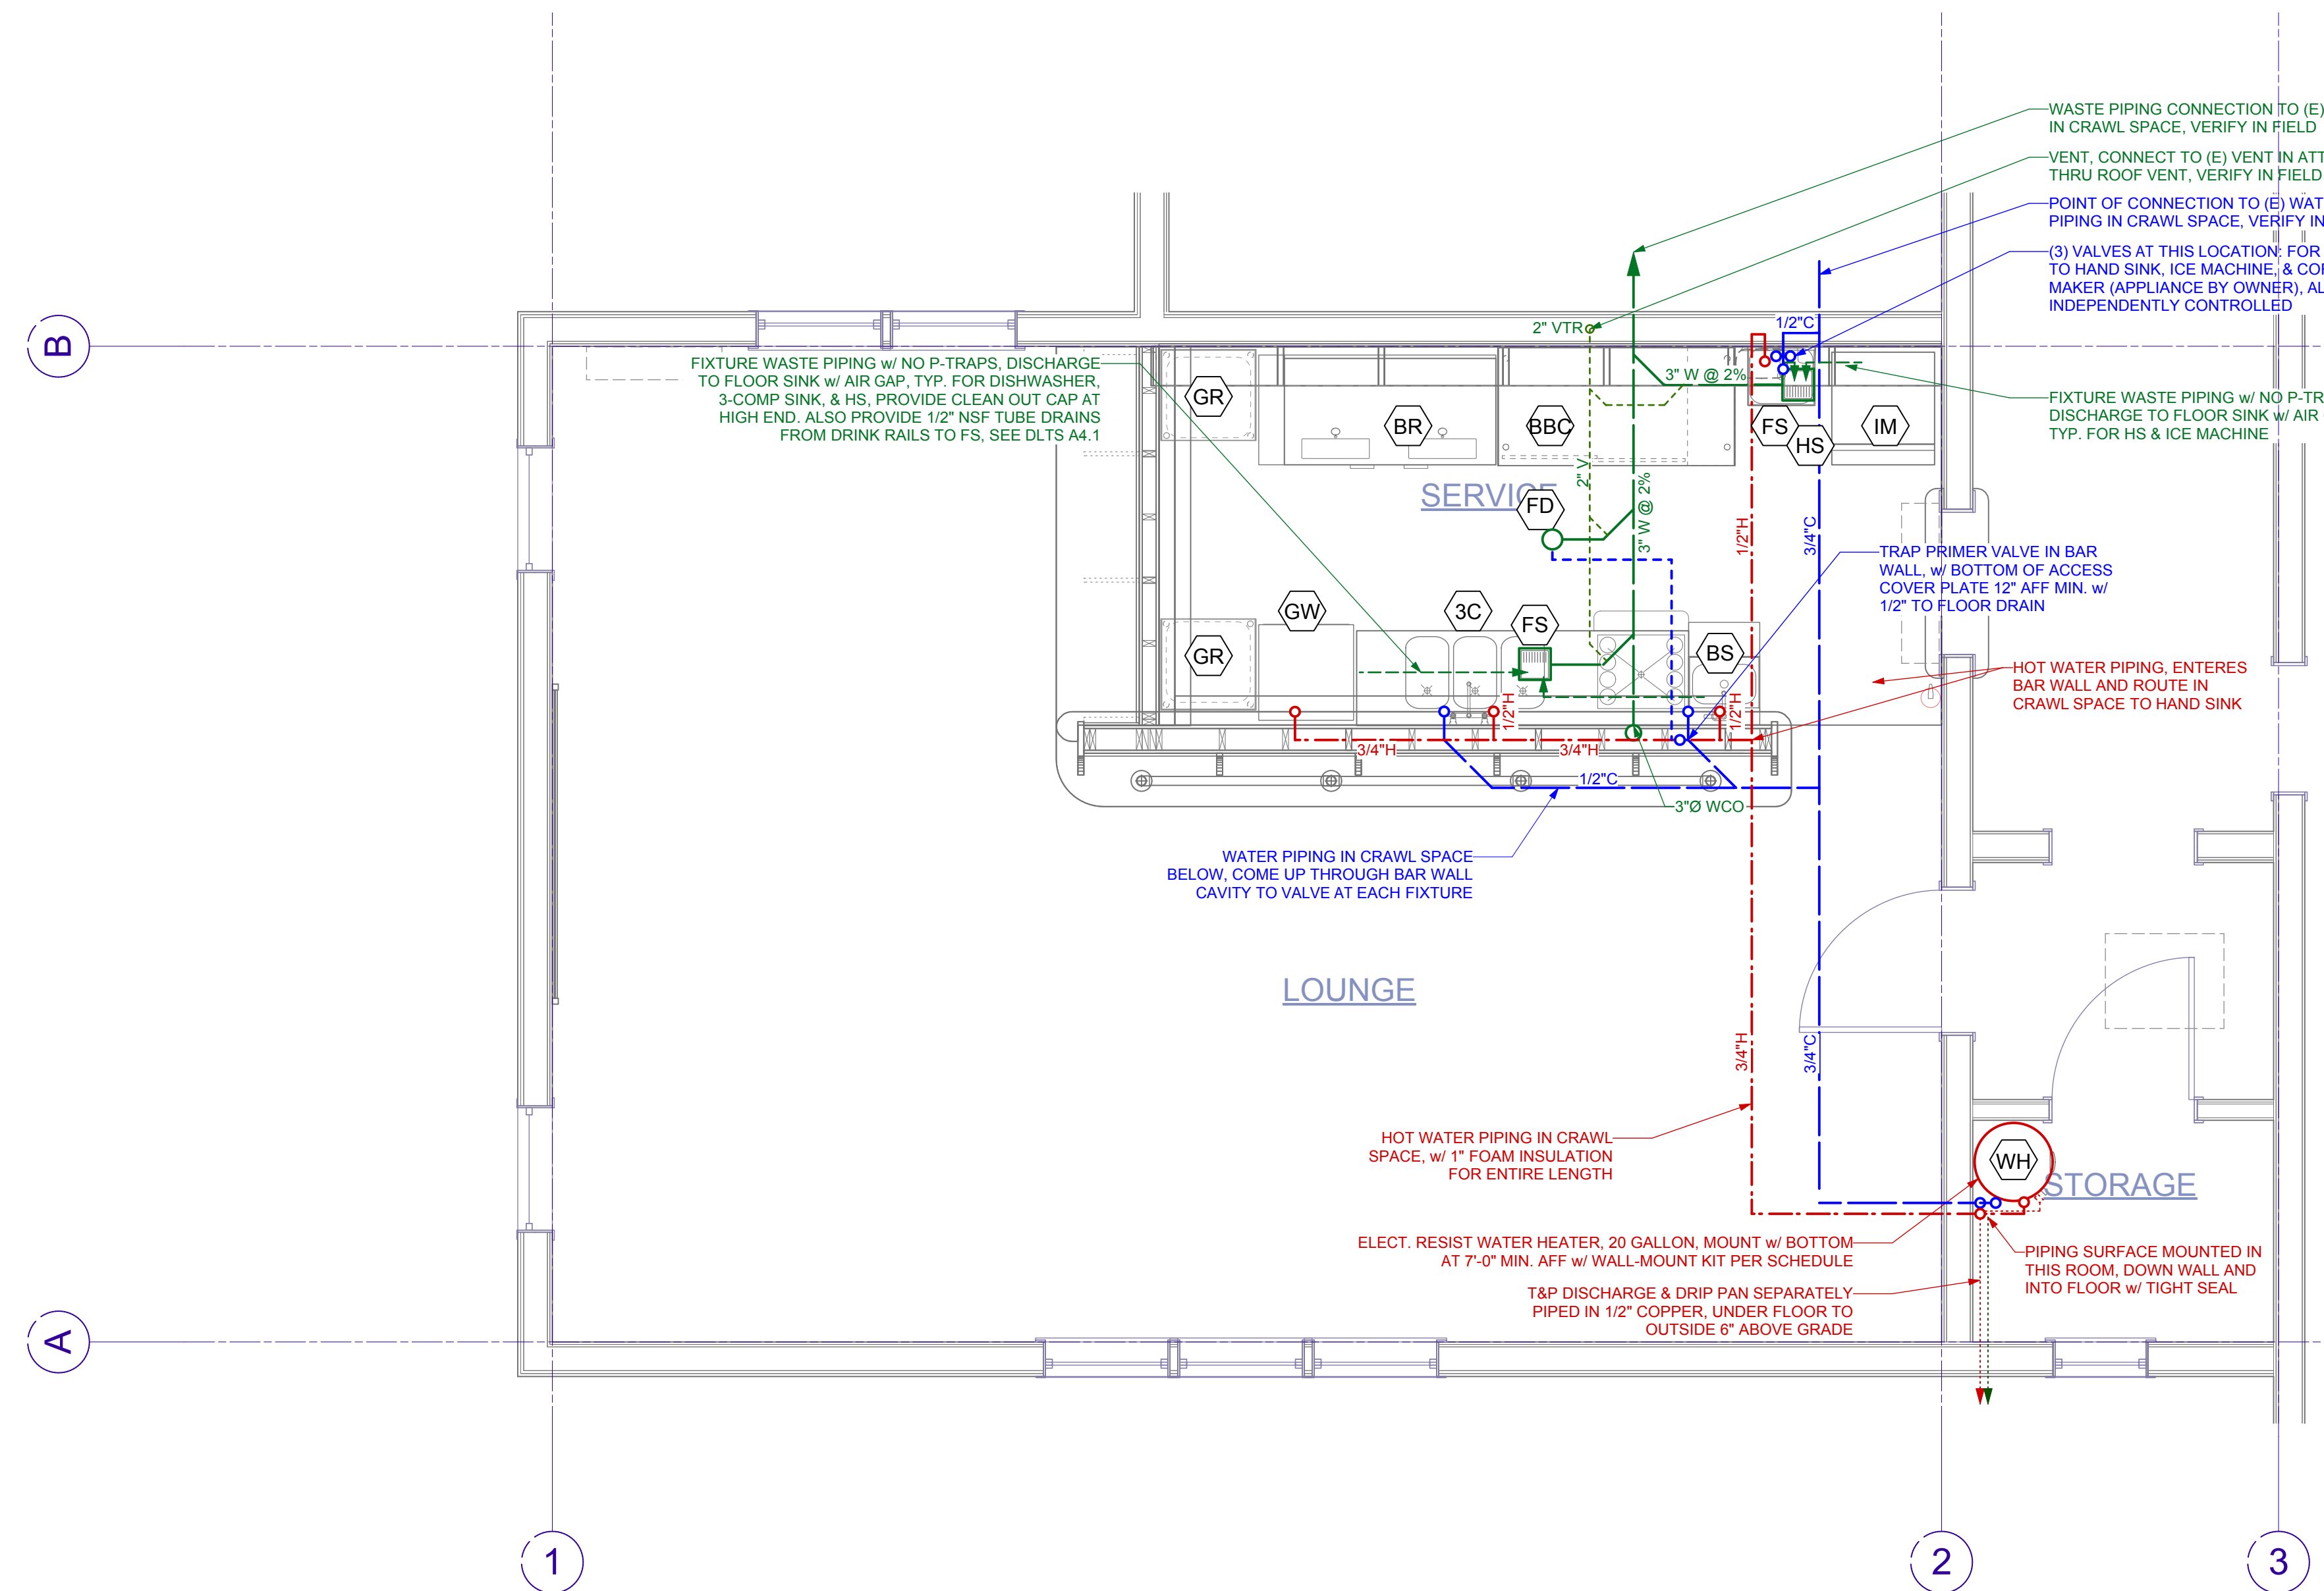 WASTE PIPING CONNECTION TO (E)
IN CRAWL SPACE, VERIFY IN FIELD
VENT, CONNECT TO (E) VENT IN
THRU ROOF VENT, VERIFY IN FIELD
POINT OF CONNECTION TO (E)
PIPING IN CRAWL SPACE, VERIFY IN
(3) VALVES AT THIS LOCATION: FOR
TO HAND SINK, ICE MACHINE, &
MAKER (APPLIANCE BY OWNER),
INDEPENDENTLY CONTROLLED
B
2" VTR
1/2"C
FIXTURE WASTE PIPING w/ NO P-TRAPS, DISCHARGE
TO FLOOR SINK w/ AIR GAP, TYP. FOR DISHWASHER,
3-COMP SINK, & HS, PROVIDE CLEAN OUT CAP AT
HIGH END. ALSO PROVIDE 1/2" NSF TUBE DRAINS
FROM DRINK RAILS TO FS, SEE DLTS A4.1
3" W @ 2%
GR
BR
BBC
FS
HS
IM
FIXTURE WASTE PIPING w/ NO
DISCHARGE TO FLOOR SINK w/ AIR
TYP. FOR HS & ICE MACHINE
2" V
SERVICE
FD
3" W @ 2%
1/2"H
3/4"C
TRAP PRIMER VALVE IN BAR
WALL, w/ BOTTOM OF ACCESS
COVER PLATE 12" AFF MIN. w/
1/2" TO FLOOR DRAIN
GW
3C
FS
GR
BS
HOT WATER PIPING, ENTERES
BAR WALL AND ROUTE IN
CRAWL SPACE TO HAND SINK
1/2"H
1/2"H
3/4"H
3/4"H
1/2"C
3"Ø WCO
WATER PIPING IN CRAWL SPACE
BELOW, COME UP THROUGH BAR WALL
CAVITY TO VALVE AT EACH FIXTURE
LOUNGE
3/4"H
3/4"C
HOT WATER PIPING IN CRAWL
SPACE, w/ 1" FOAM INSULATION
FOR ENTIRE LENGTH
WH
STORAGE
ELECT. RESIST WATER HEATER, 20 GALLON, MOUNT w/ BOTTOM
AT 7'-0" MIN. AFF w/ WALL-MOUNT KIT PER SCHEDULE
PIPING SURFACE MOUNTED IN
THIS ROOM, DOWN WALL AND
INTO FLOOR w/ TIGHT SEAL
T&P DISCHARGE & DRIP PAN SEPARATELY
PIPED IN 1/2" COPPER, UNDER FLOOR TO
OUTSIDE 6" ABOVE GRADE
A
1
2
3